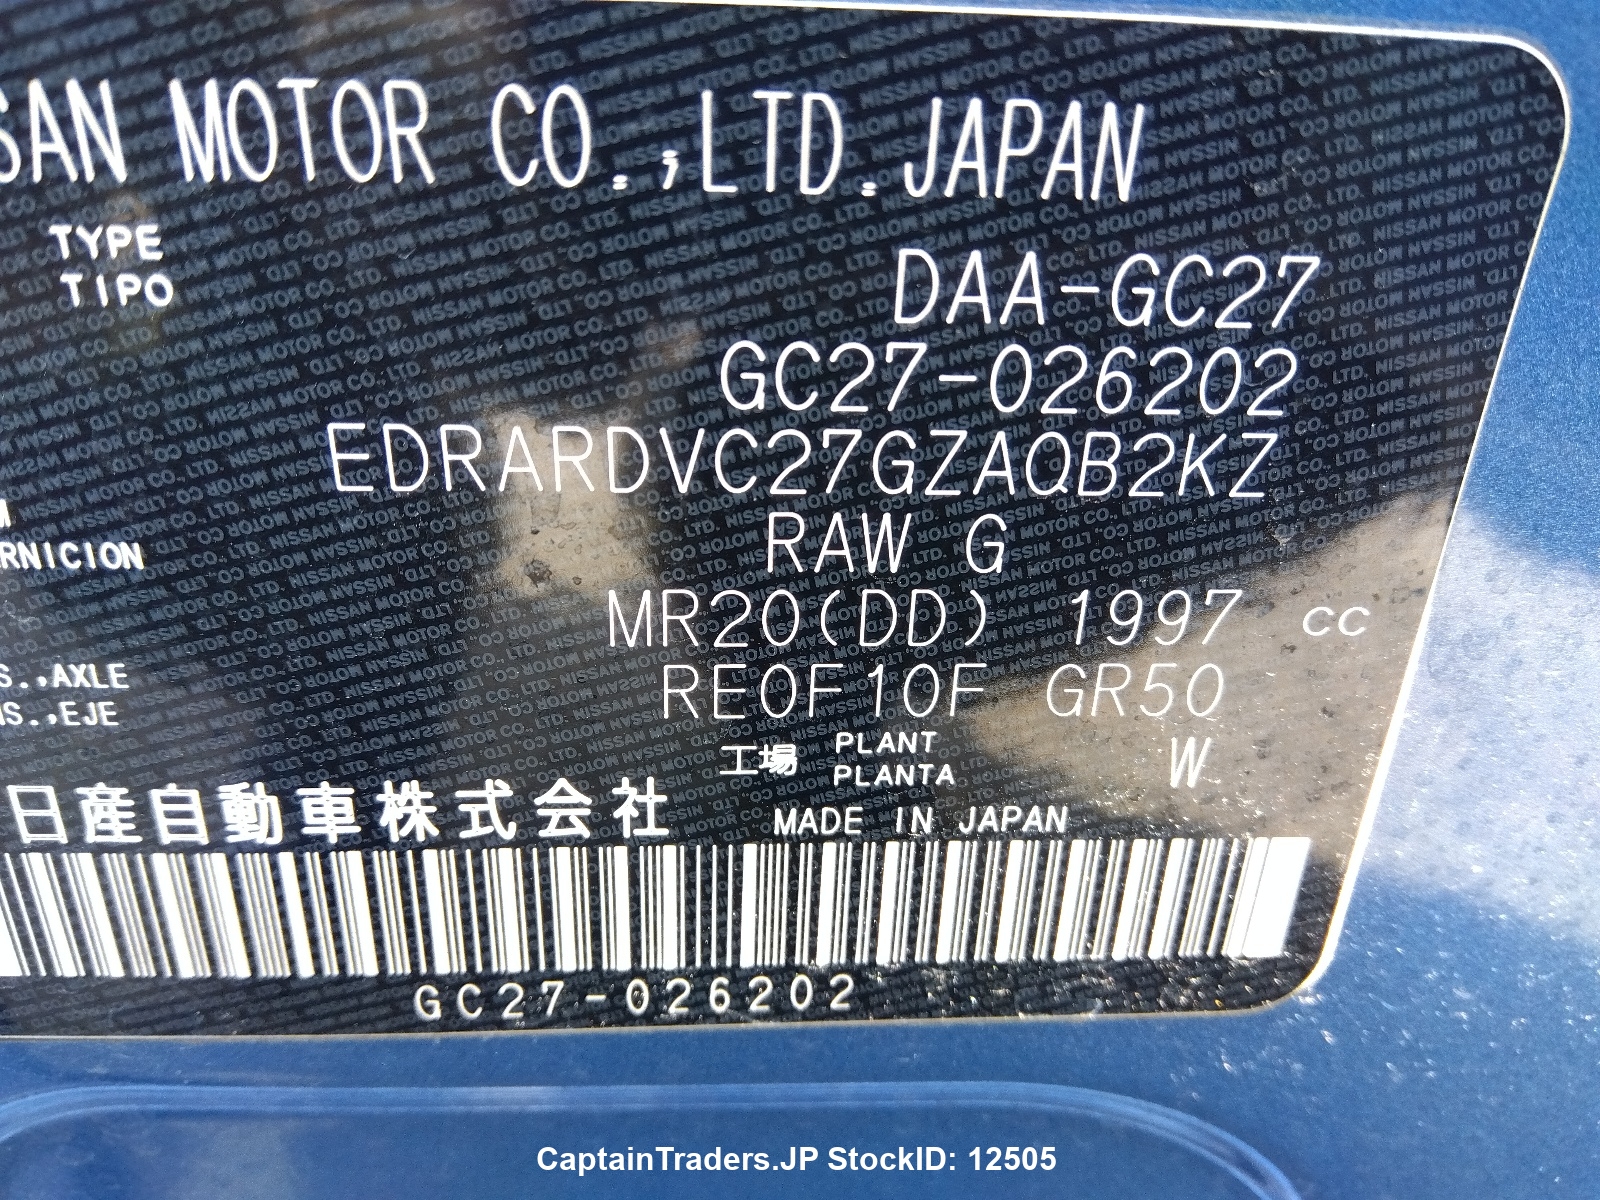 SAN MOTOR CO.,LTD.JAPAN
TYPE
TIPO
DAA-GC27
GC27-026202
EDRARDVC27GZAQB2KZ
M
RNICION
RAW G
MR20(DD) 1997 cc
S.,AXLE
NS.,EJE
RE0F10F GR50
工場 PLANT
PLANTA
W
日産自動車株式会社
MADE IN JAPAN
GC27-026202
CaptainTraders.JP StockID: 12505